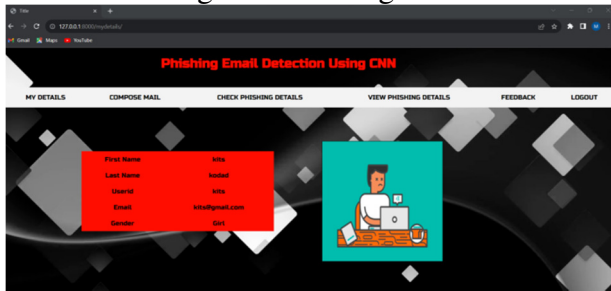 Title
127.0.0.1:8000/mydetails/
Gmail Maps YouTube
Phishing Email Detection Using CNN
MY DETAILS COMPOSE MAIL CHECK PHISHING DETAILS VIEW PHISHING DETAILS FEEDBACK LOGOUT
First Name kits
Last Name kodad
Userid kits
Email kits@gmail.com
Gender Girl